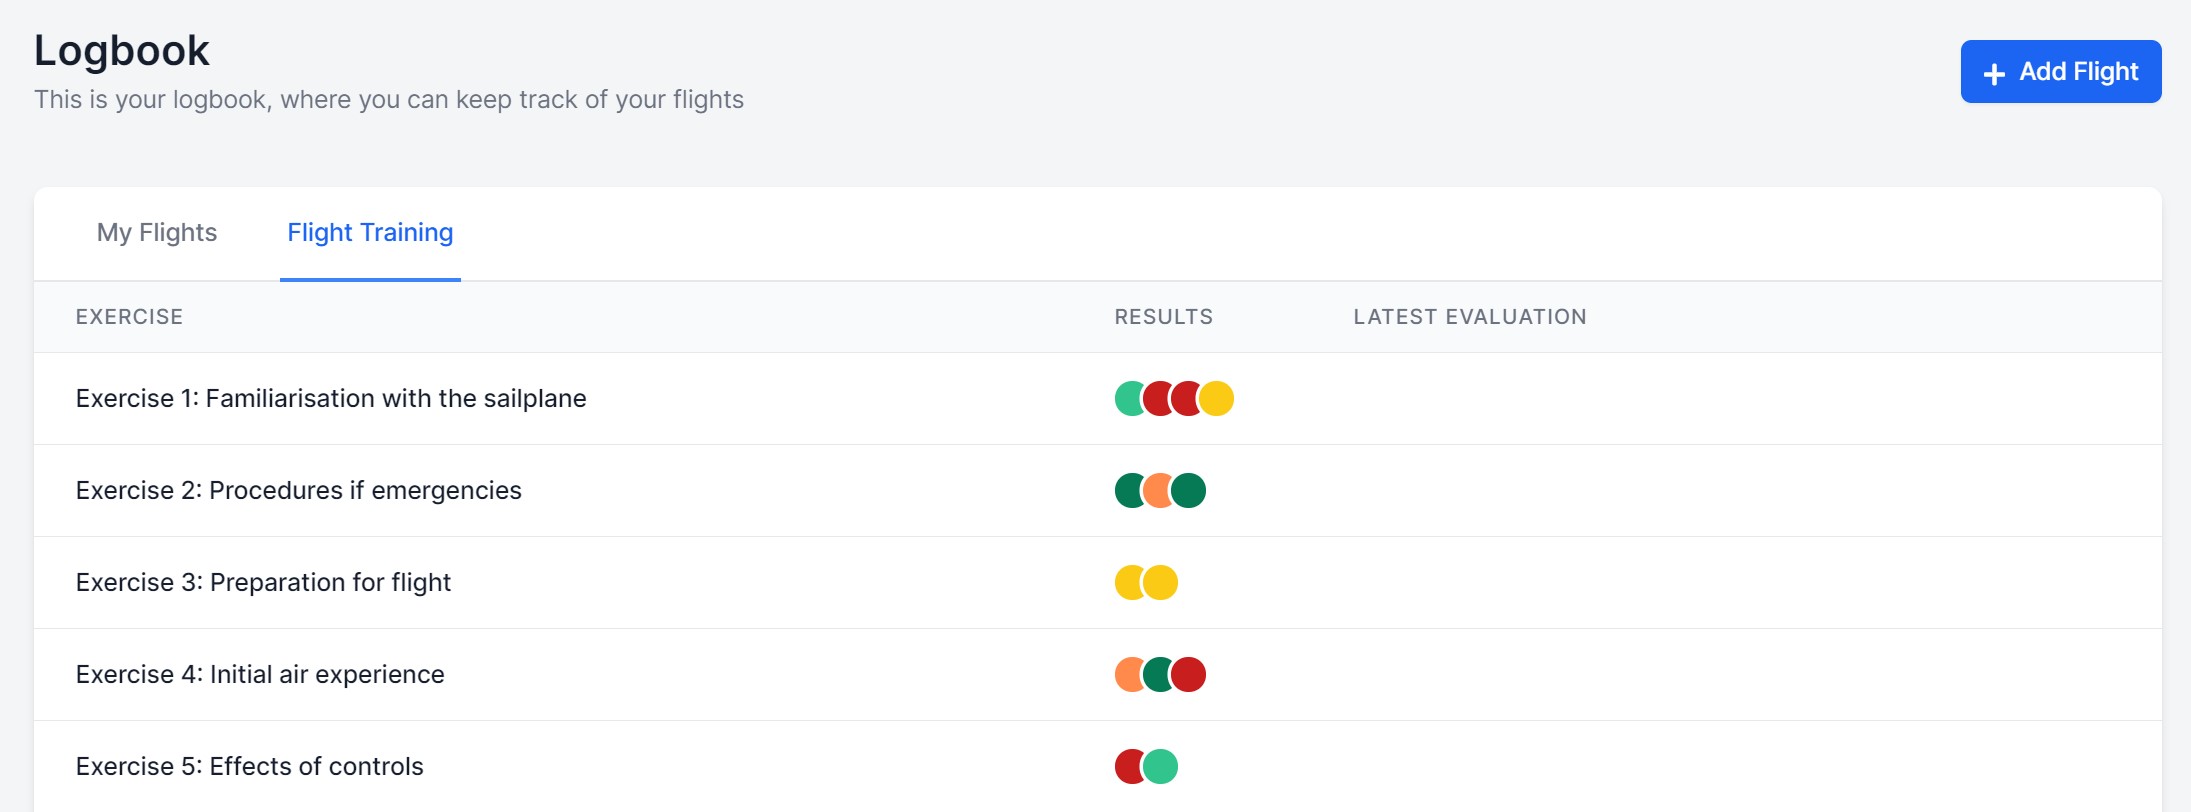 Logbook
This is your logbook, where you can keep track of your flights
Add Flight
My Flights
Flight Training
EXERCISE
RESULTS
LATEST EVALUATION
Exercise 1: Familiarisation with the sailplane
Exercise 2: Procedures if emergencies
Exercise 3: Preparation for flight
Exercise 4: Initial air experience
Exercise 5: Effects of controls